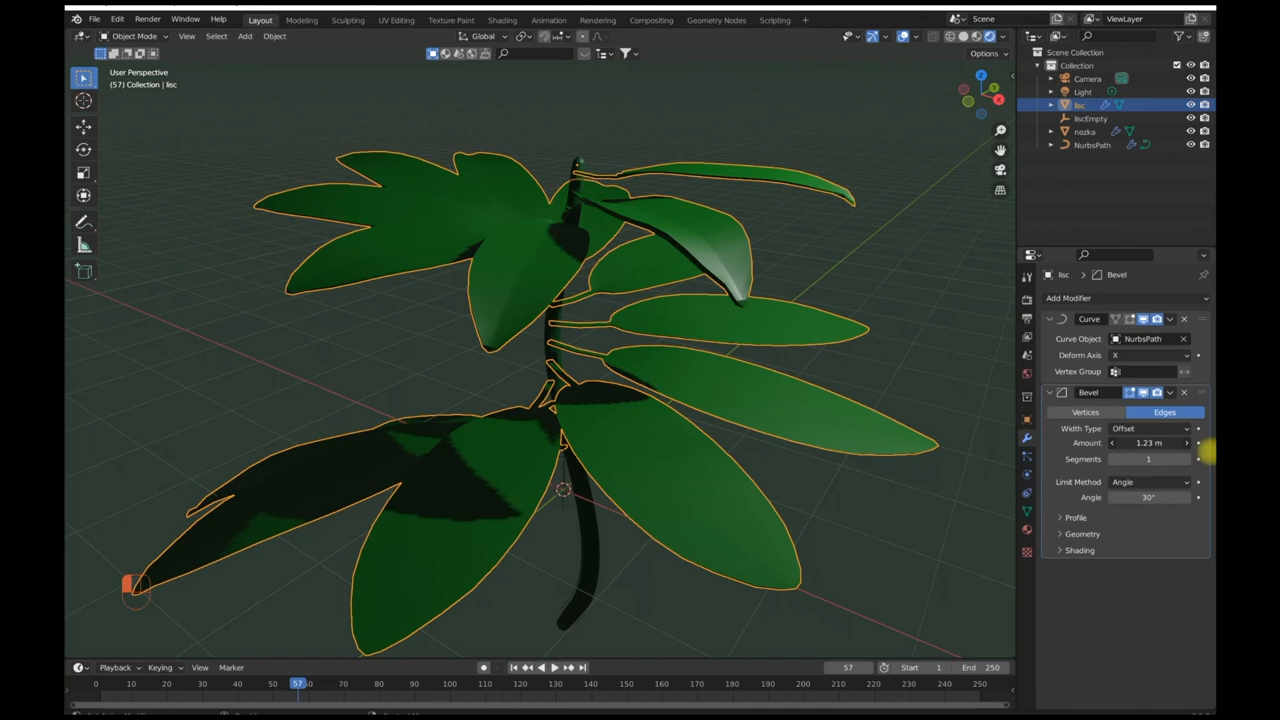 File Edit Render Window Help Layout Modeling Sculpting UV Editing Texture Paint Shading Animation Rendering Compositing Geometry Nodes Scripting + Scene ViewLayer
Object Mode View Select Add Object Global
Options
User Perspective
(57) Collection | lisc
Z
Y
X
Scene Collection
Collection
Camera
Light
lisc
liscEmpty
nozka
NurbsPath
lisc > Bevel
Add Modifier
Curve
Curve Object NurbsPath
Deform Axis X
Vertex Group
Bevel
Vertices Edges
Width Type Offset
Amount 1.23 m
Segments 1
Limit Method Angle
Angle 30°
Profile
Geometry
Shading
Playback Keying View Marker 57 Start 1 End 250
0 10 20 30 40 50 57 60 70 80 90 100 110 120 130 140 150 160 170 180 190 200 210 220 230 240 250